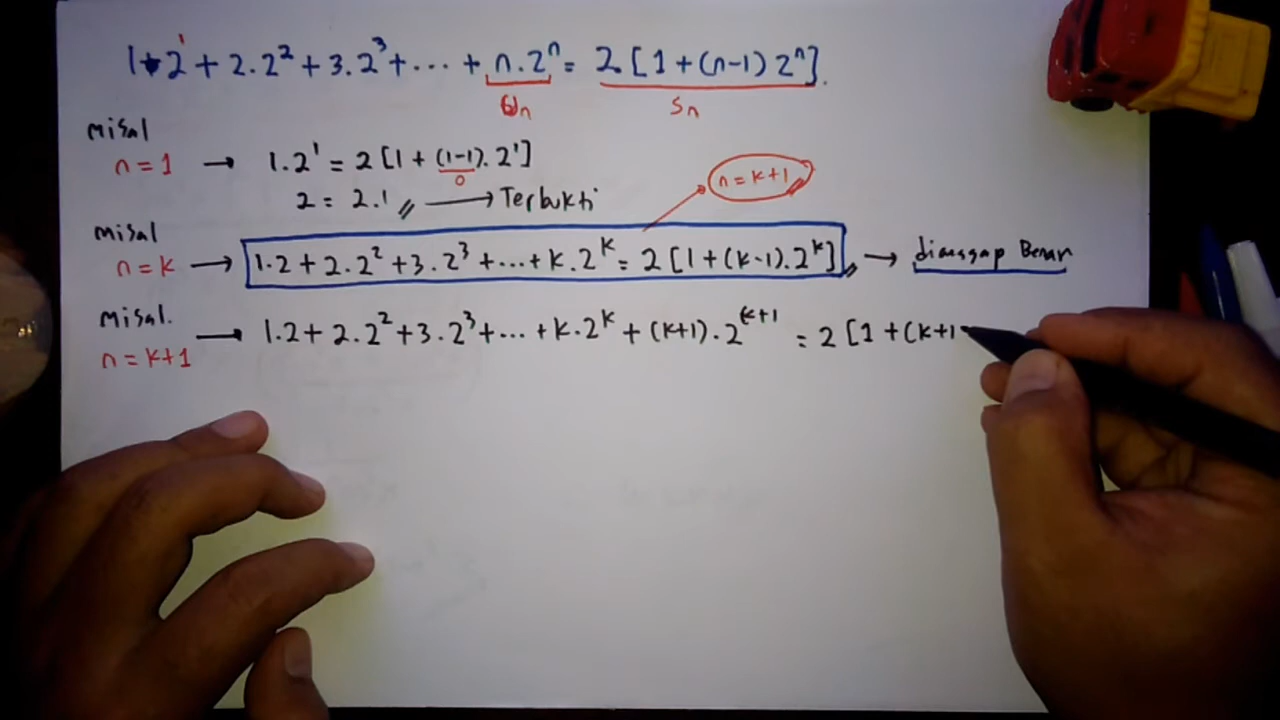 1·2¹ + 2.2² + 3.2³ + ... + n.2ⁿ = 2 [1 + (n-1) 2ⁿ].
Un Sn
Misal
n = 1 → 1.2¹ = 2 [1 + (1-1). 2¹]
0
2 = 2.1 // → Terbukti
n = k+1
Misal
n = k → 1.2 + 2.2² + 3.2³ + ... + k.2ᵏ = 2 [1 + (k-1).2ᵏ] // → dianggap Benar
Misal.
n = k+1 → 1.2 + 2.2² + 3.2³ + ... + k.2ᵏ + (k+1).2ᵏ⁺¹ = 2 [1 + (k+1